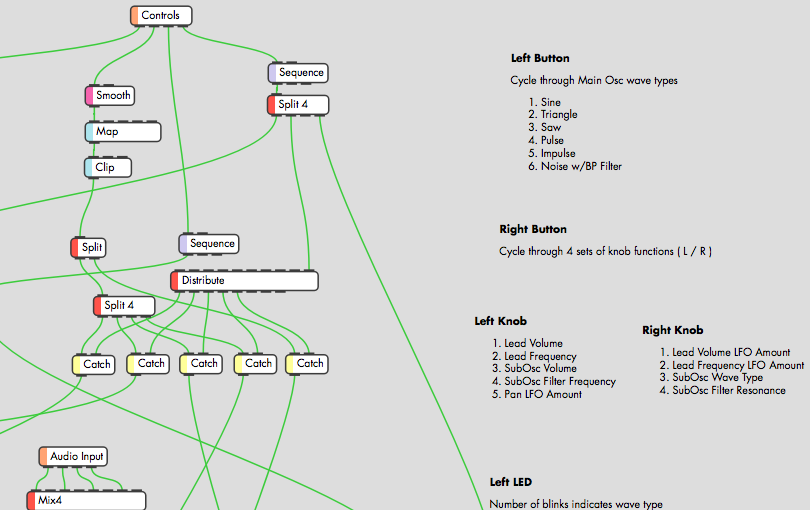 Controls
Sequence
Split 4
Smooth
Map
Clip
Split
Sequence
Distribute
Split 4
Catch
Catch
Catch
Catch
Catch
Audio Input
Mix4
Left Button
Cycle through Main Osc wave types
1. Sine
2. Triangle
3. Saw
4. Pulse
5. Impulse
6. Noise w/BP Filter
Right Button
Cycle through 4 sets of knob functions ( L / R )
Left Knob
1. Lead Volume
2. Lead Frequency
3. SubOsc Volume
4. SubOsc Filter Frequency
5. Pan LFO Amount
Right Knob
1. Lead Volume LFO Amount
2. Lead Frequency LFO Amount
3. SubOsc Wave Type
4. SubOsc Filter Resonance
Left LED
Number of blinks indicates wave type